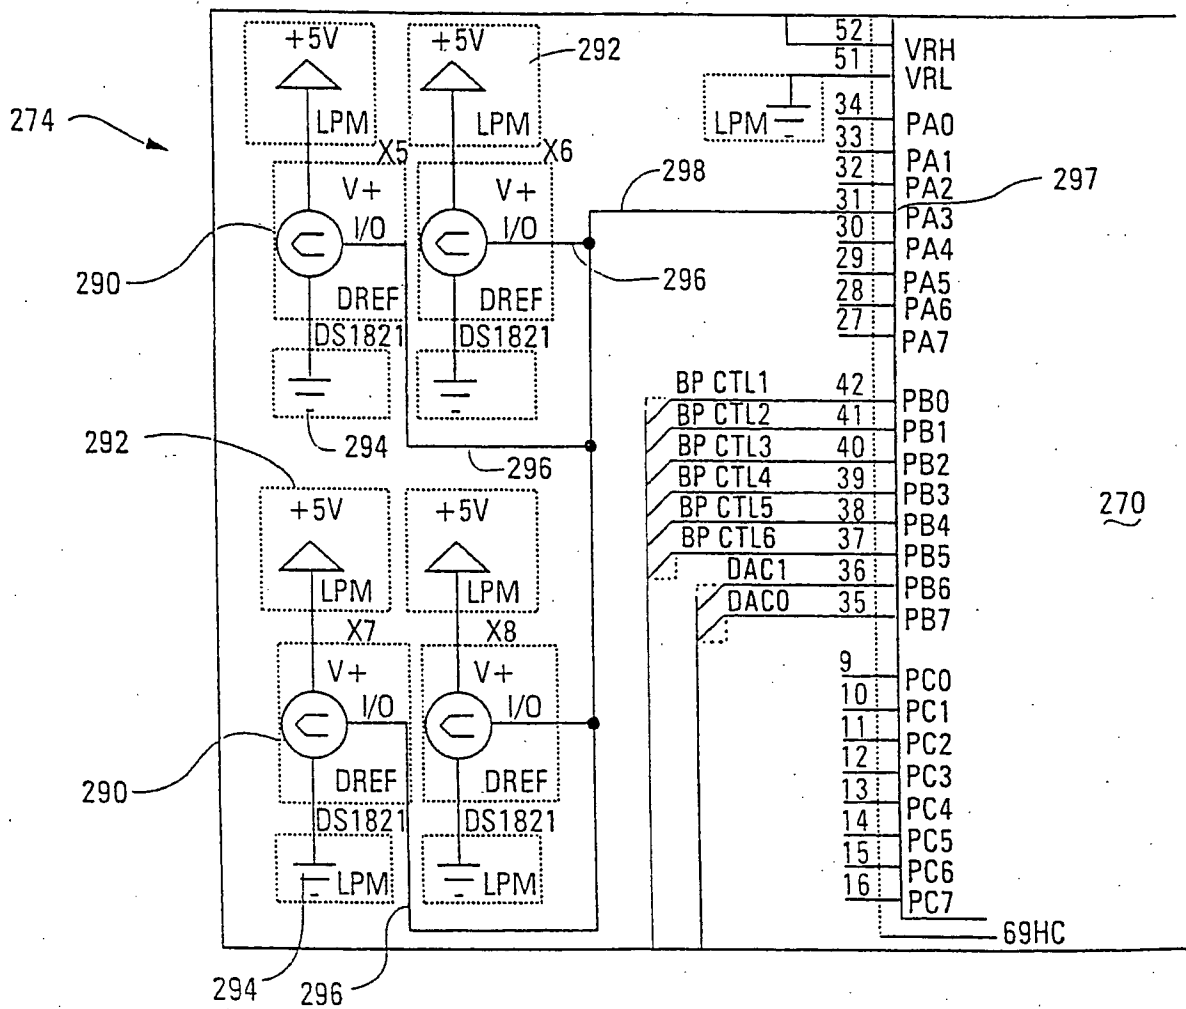 +5V
+5V
292
52
VRH
51
VRL
274
LPM
LPM
LPM
34
PA0
X5
X6
33
PA1
298
32
PA2
297
V+
V+
31
PA3
I/O
I/O
30
PA4
290
296
29
PA5
DREF
DREF
28
PA6
DS1821
DS1821
27
PA7
BP CTL1
42
PB0
292
294
296
BP CTL2
41
PB1
BP CTL3
40
PB2
BP CTL4
39
PB3
+5V
+5V
BP CTL5
38
PB4
270
BP CTL6
37
PB5
LPM
LPM
DAC1
36
PB6
X7
X8
DAC0
35
PB7
V+
V+
9
PC0
I/O
I/O
10
PC1
11
PC2
290
DREF
DREF
12
PC3
DS1821
DS1821
13
PC4
14
PC5
LPM
LPM
15
PC6
16
PC7
69HC
294
296